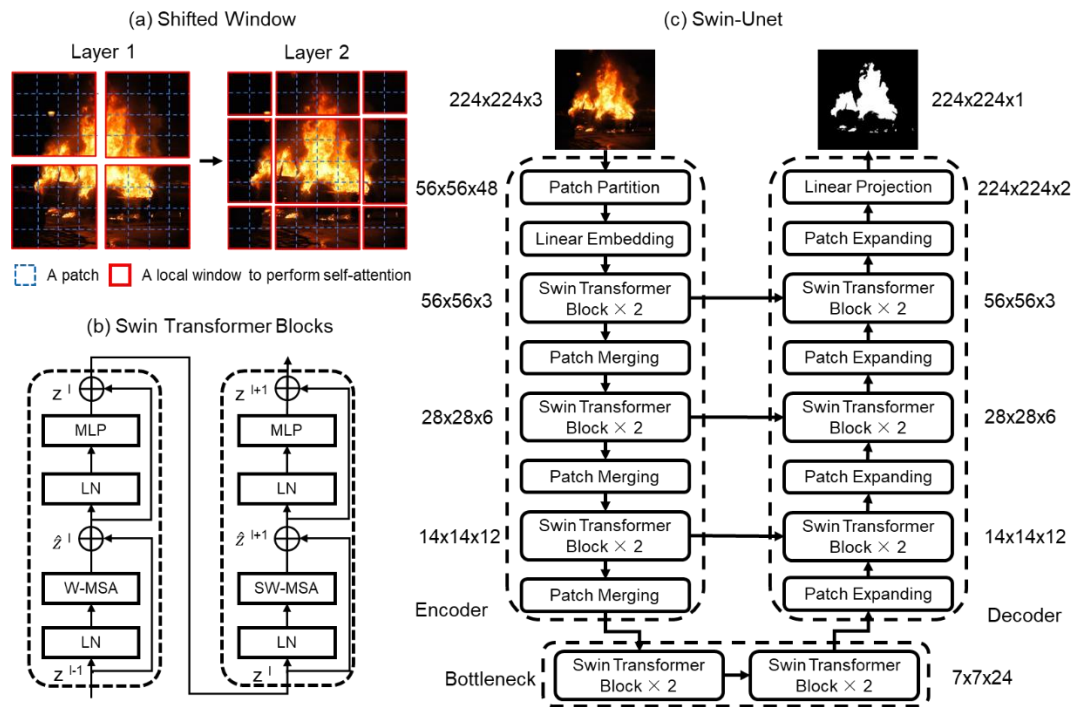 (a) Shifted Window
Layer 1
Layer 2
A patch
A local window to perform self-attention
(b) Swin Transformer Blocks
z l
MLP
LN
ẑ l
W-MSA
LN
z l-1
z l+1
MLP
LN
ẑ l+1
SW-MSA
LN
z l
(c) Swin-Unet
224x224x3
224x224x1
56x56x48
Patch Partition
Linear Projection
224x224x2
Linear Embedding
Patch Expanding
56x56x3
Swin Transformer
Block × 2
Swin Transformer
Block × 2
56x56x3
Patch Merging
Patch Expanding
28x28x6
Swin Transformer
Block × 2
Swin Transformer
Block × 2
28x28x6
Patch Merging
Patch Expanding
14x14x12
Swin Transformer
Block × 2
Swin Transformer
Block × 2
14x14x12
Encoder
Patch Merging
Patch Expanding
Decoder
Bottleneck
Swin Transformer
Block × 2
Swin Transformer
Block × 2
7x7x24